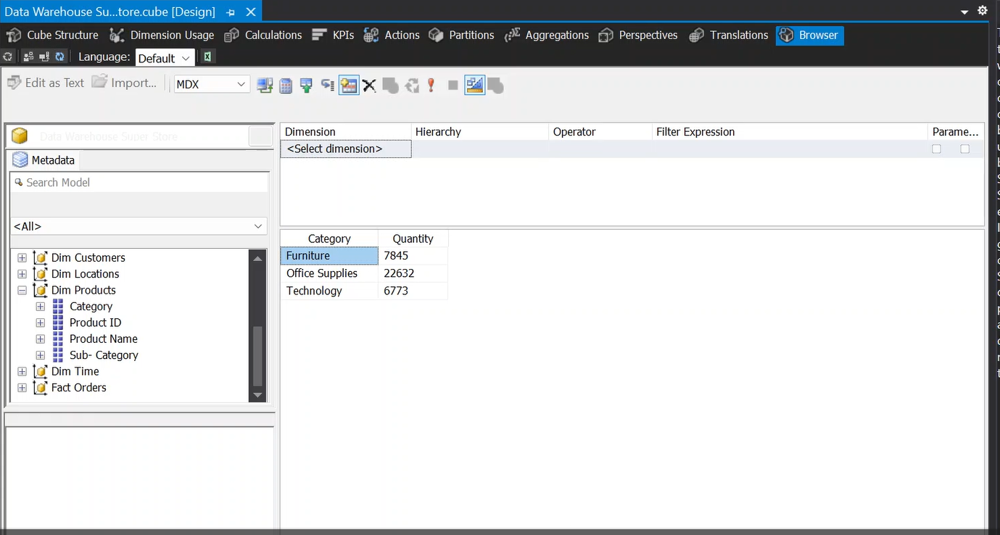 Data Warehouse Su...tore.cube [Design]
Cube Structure Dimension Usage Calculations KPIs Actions Partitions Aggregations Perspectives Translations Browser
Language: Default
Edit as Text Import... MDX
Data Warehouse Super Store
Dimension Hierarchy Operator Filter Expression Parame...
<Select dimension>
Metadata
Search Model
<All>
Category Quantity
Furniture 7845
Office Supplies 22632
Technology 6773
Dim Customers
Dim Locations
Dim Products
Category
Product ID
Product Name
Sub- Category
Dim Time
Fact Orders